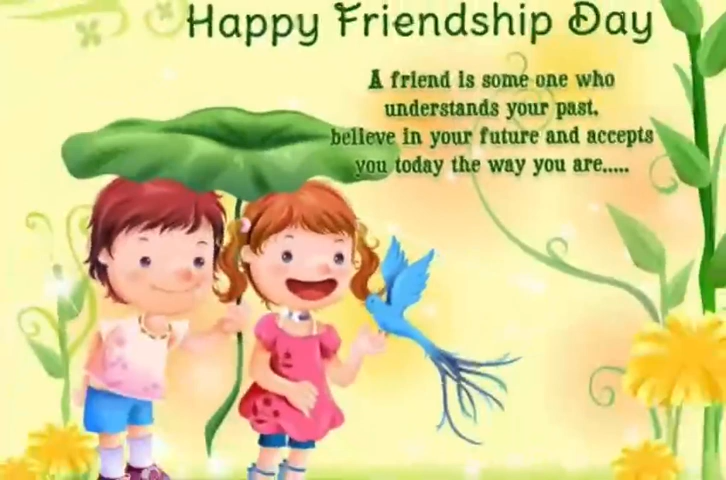 Happy Friendship Day
A friend is some one who
understands your past,
believe in your future and accepts
you today the way you are.....